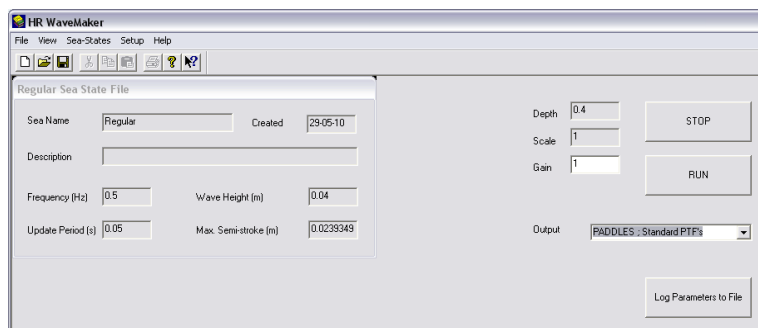 HR WaveMaker
File View Sea-States Setup Help
Regular Sea State File
Sea Name Regular Created 29-05-10
Description
Frequency (Hz) 0.5 Wave Height (m) 0.04
Update Period (s) 0.05 Max. Semi-stroke (m) 0.0239349
Depth 0.4
Scale 1
Gain 1
STOP
RUN
Output PADDLES ; Standard PTF's
Log Parameters to File